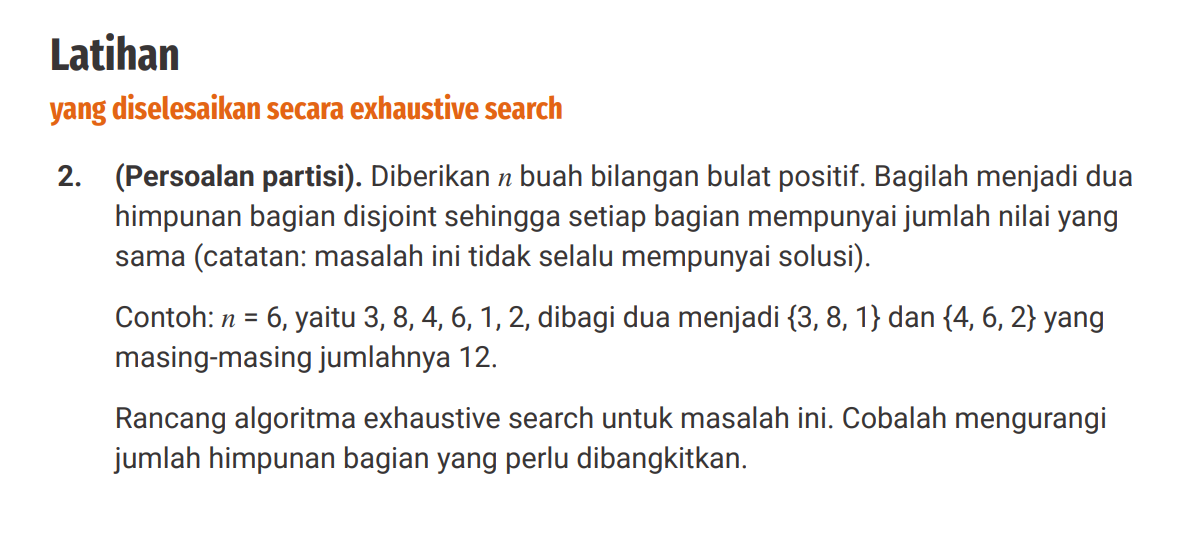 Latihan
yang diselesaikan secara exhaustive search
2. (Persoalan partisi). Diberikan n buah bilangan bulat positif. Bagilah menjadi dua
himpunan bagian disjoint sehingga setiap bagian mempunyai jumlah nilai yang
sama (catatan: masalah ini tidak selalu mempunyai solusi).
Contoh: n = 6, yaitu 3, 8, 4, 6, 1, 2, dibagi dua menjadi {3, 8, 1} dan {4, 6, 2} yang
masing-masing jumlahnya 12.
Rancang algoritma exhaustive search untuk masalah ini. Cobalah mengurangi
jumlah himpunan bagian yang perlu dibangkitkan.